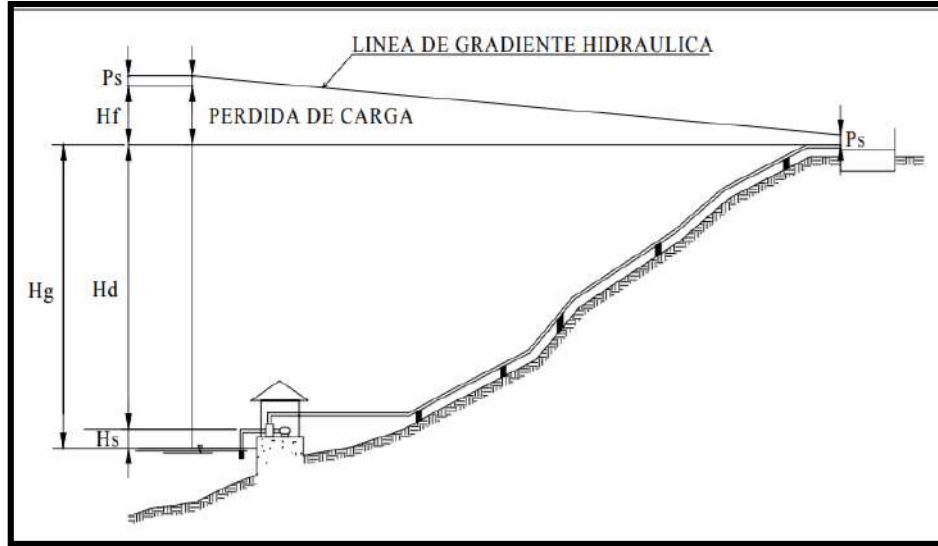 LINEA DE GRADIENTE HIDRAULICA
Ps
Hf
PERDIDA DE CARGA
Ps
Hg
Hd
Hs